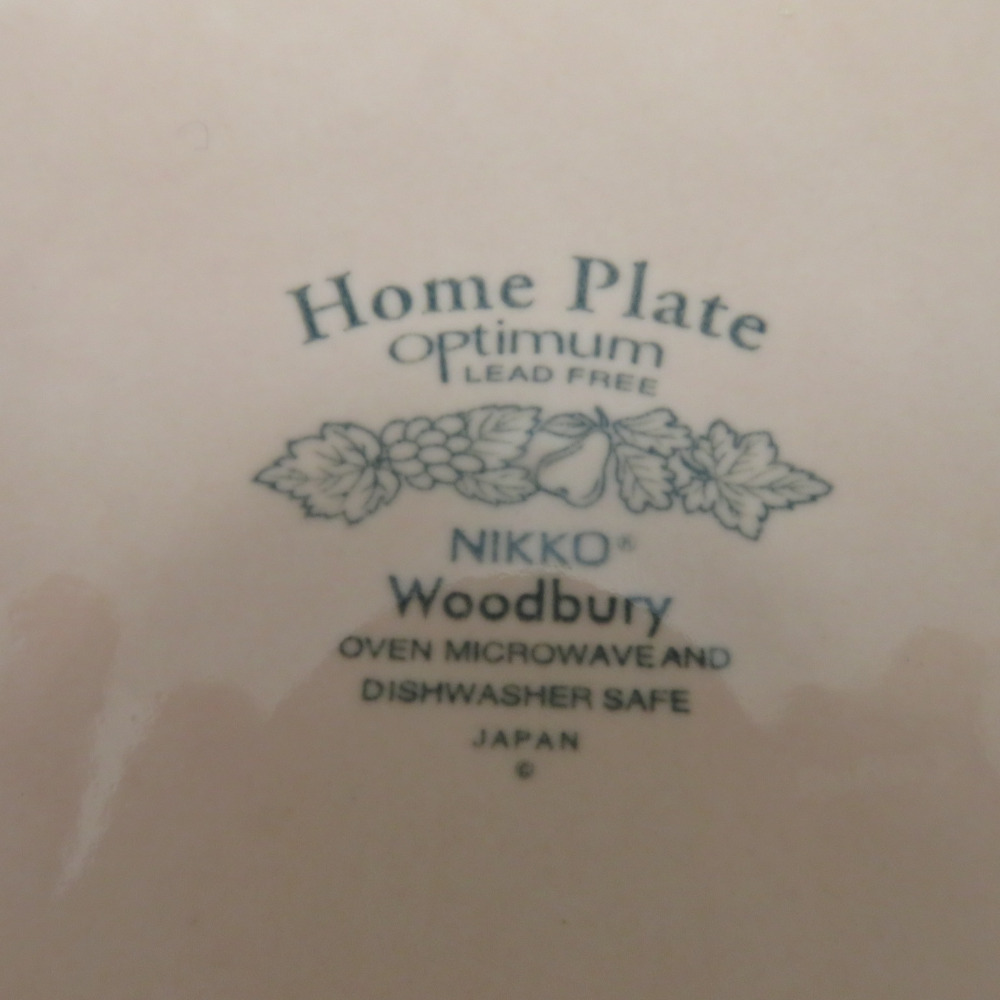 Home Plate
optimum
LEAD FREE
NIKKO®
Woodbury
OVEN MICROWAVE AND
DISHWASHER SAFE
JAPAN
©